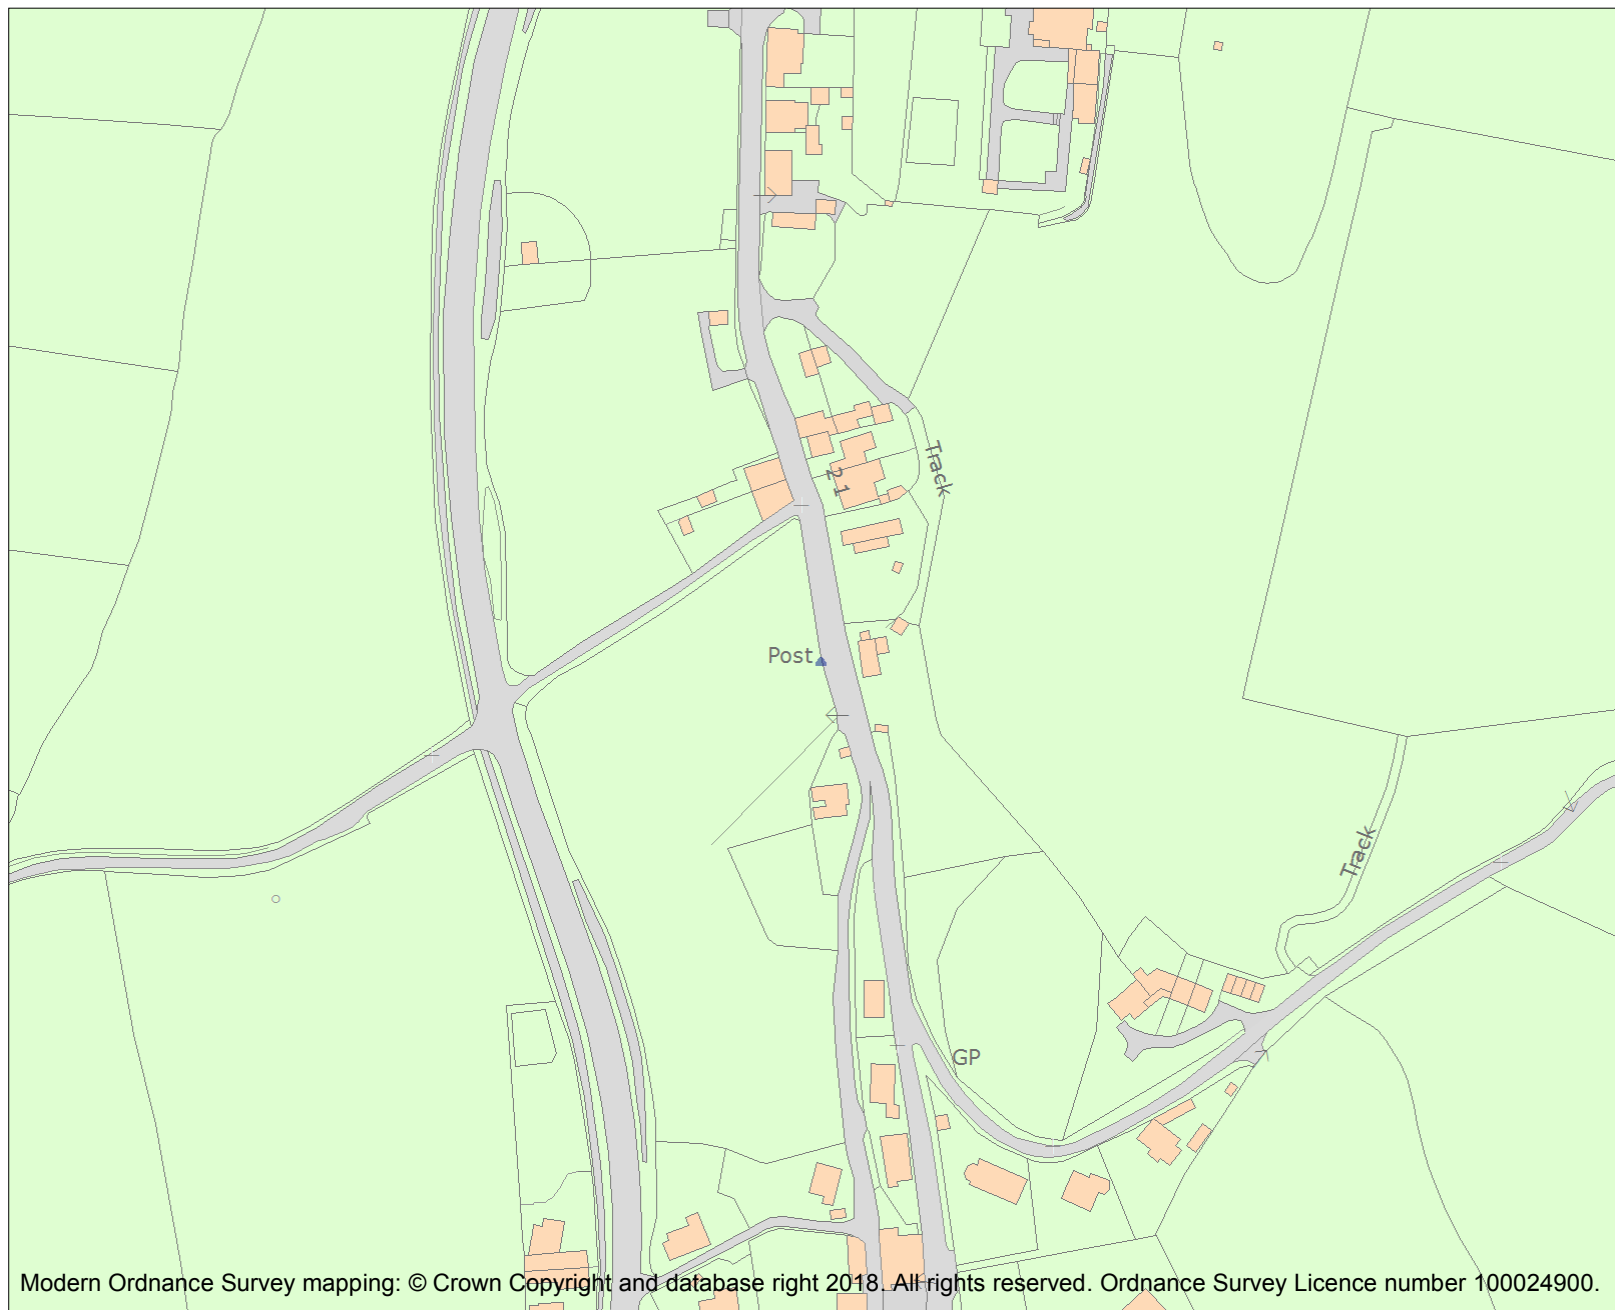 Track
2 1
Post
Track
GP
Modern Ordnance Survey mapping: © Crown Copyright and database right 2018. All rights reserved. Ordnance Survey Licence number 100024900.